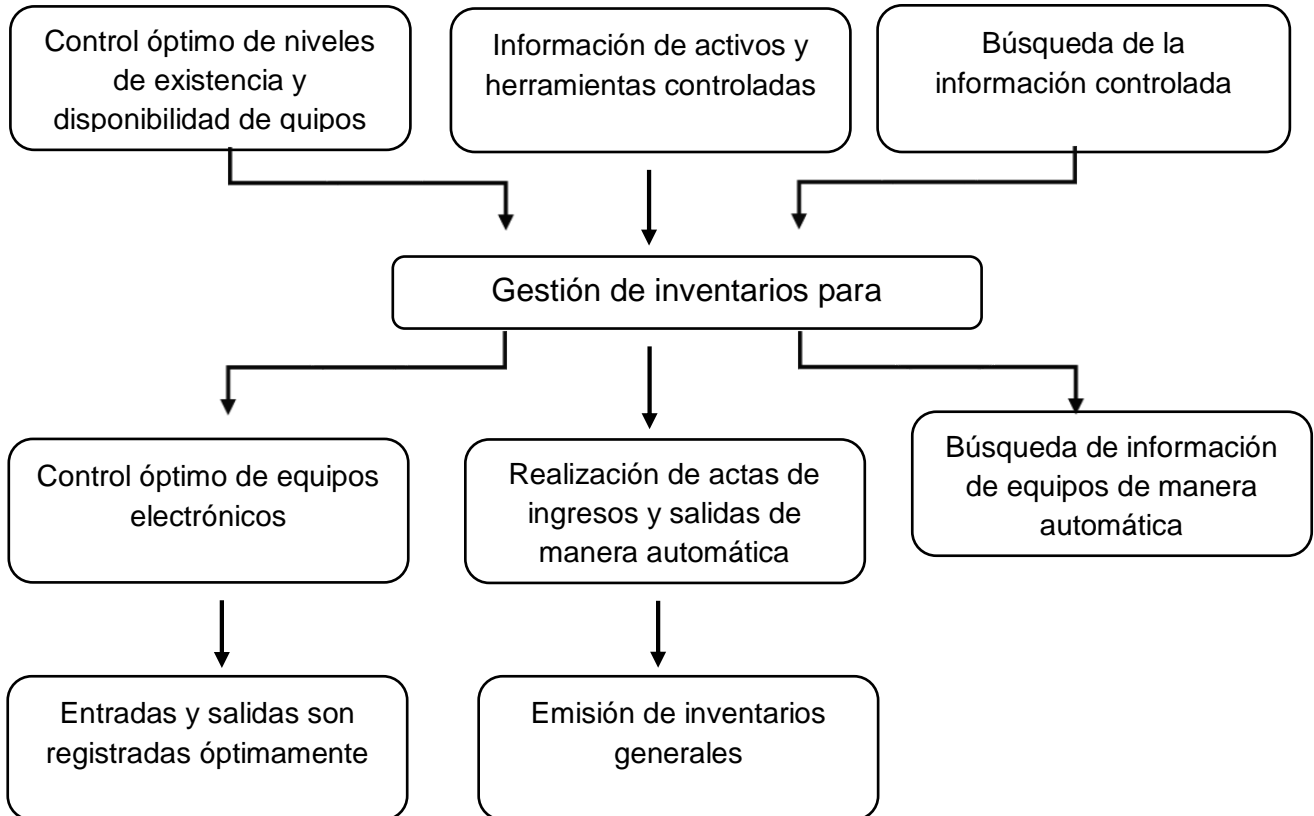 Control óptimo de niveles
de existencia y
disponibilidad de quipos
Información de activos y
herramientas controladas
Búsqueda de la
información controlada
Gestión de inventarios para
Control óptimo de equipos
electrónicos
Realización de actas de
ingresos y salidas de
manera automática
Búsqueda de información
de equipos de manera
automática
Entradas y salidas son
registradas óptimamente
Emisión de inventarios
generales